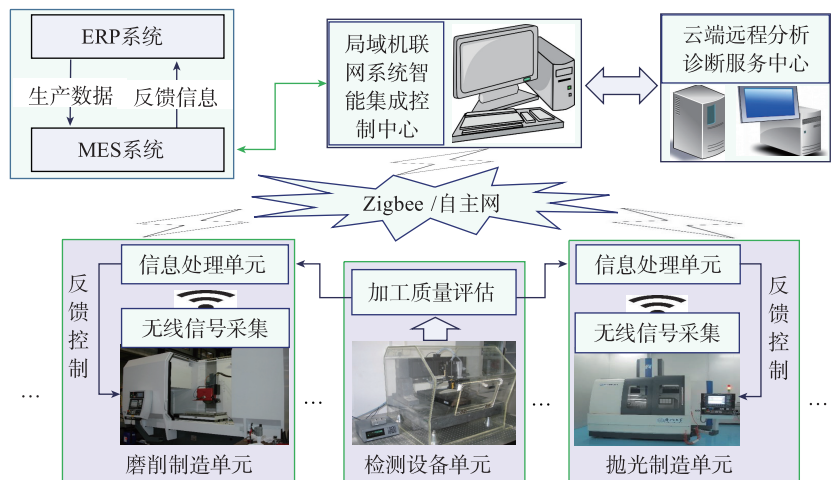 ERP系统
生产数据
反馈信息
MES系统
局域机联
网系统智
能集成控
制中心
云端远程分析
诊断服务中心
Zigbee /自主网
反馈控制
信息处理单元
无线信号采集
磨削制造单元
加工质量评估
检测设备单元
信息处理单元
无线信号采集
反馈控制
抛光制造单元
…
…
…
…